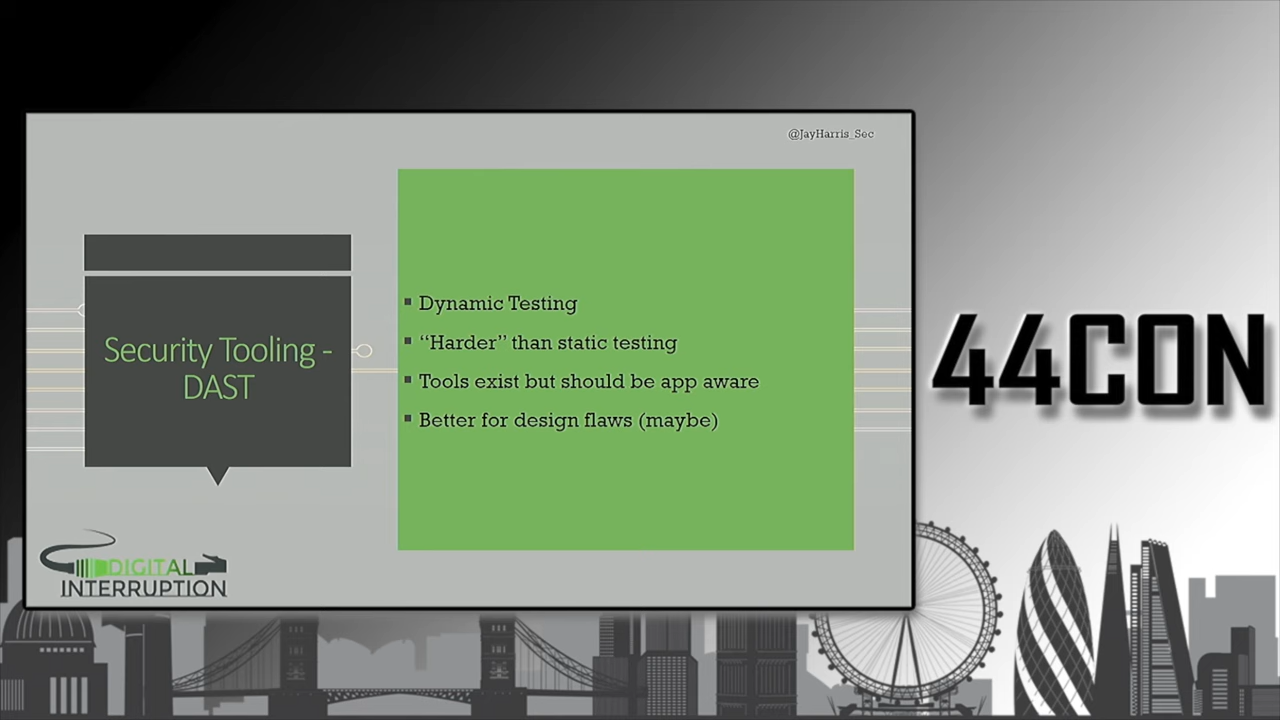 @JayHarris_Sec
Security Tooling -
DAST
Dynamic Testing
“Harder” than static testing
Tools exist but should be app aware
Better for design flaws (maybe)
DIGITAL
INTERRUPTION
44CON